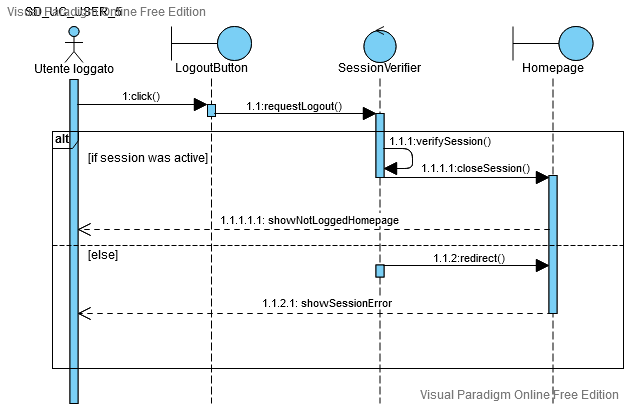 Visual Paradigm Online Free Edition
SD_UC_USER_5
Utente loggato
LogoutButton
SessionVerifier
Homepage
1:click()
1.1:requestLogout()
alt
1.1.1:verifySession()
[if session was active]
1.1.1.1:closeSession()
1.1.1.1.1: showNotLoggedHomepage
[else]
1.1.2:redirect()
1.1.2.1: showSessionError
Visual Paradigm Online Free Edition